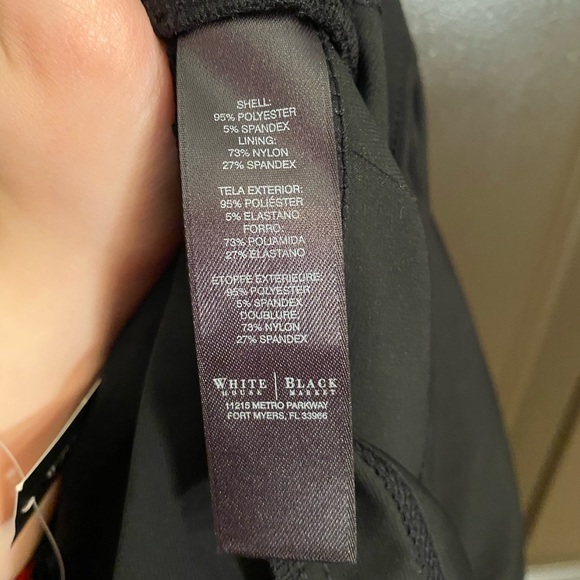 SHELL:
95% POLYESTER
5% SPANDEX
LINING:
73% NYLON
27% SPANDEX
TELA EXTERIOR:
95% POLIÉSTER
5% ELASTANO
FORRO:
73% POLIAMIDA
27% ELASTANO
ÉTOFFE EXTÉRIEURE:
95% POLYESTER
5% SPANDEX
DOUBLURE:
73% NYLON
27% SPANDEX
WHITE | BLACK
HOUSE MARKET
11215 METRO PARKWAY
FORT MYERS, FL 33966